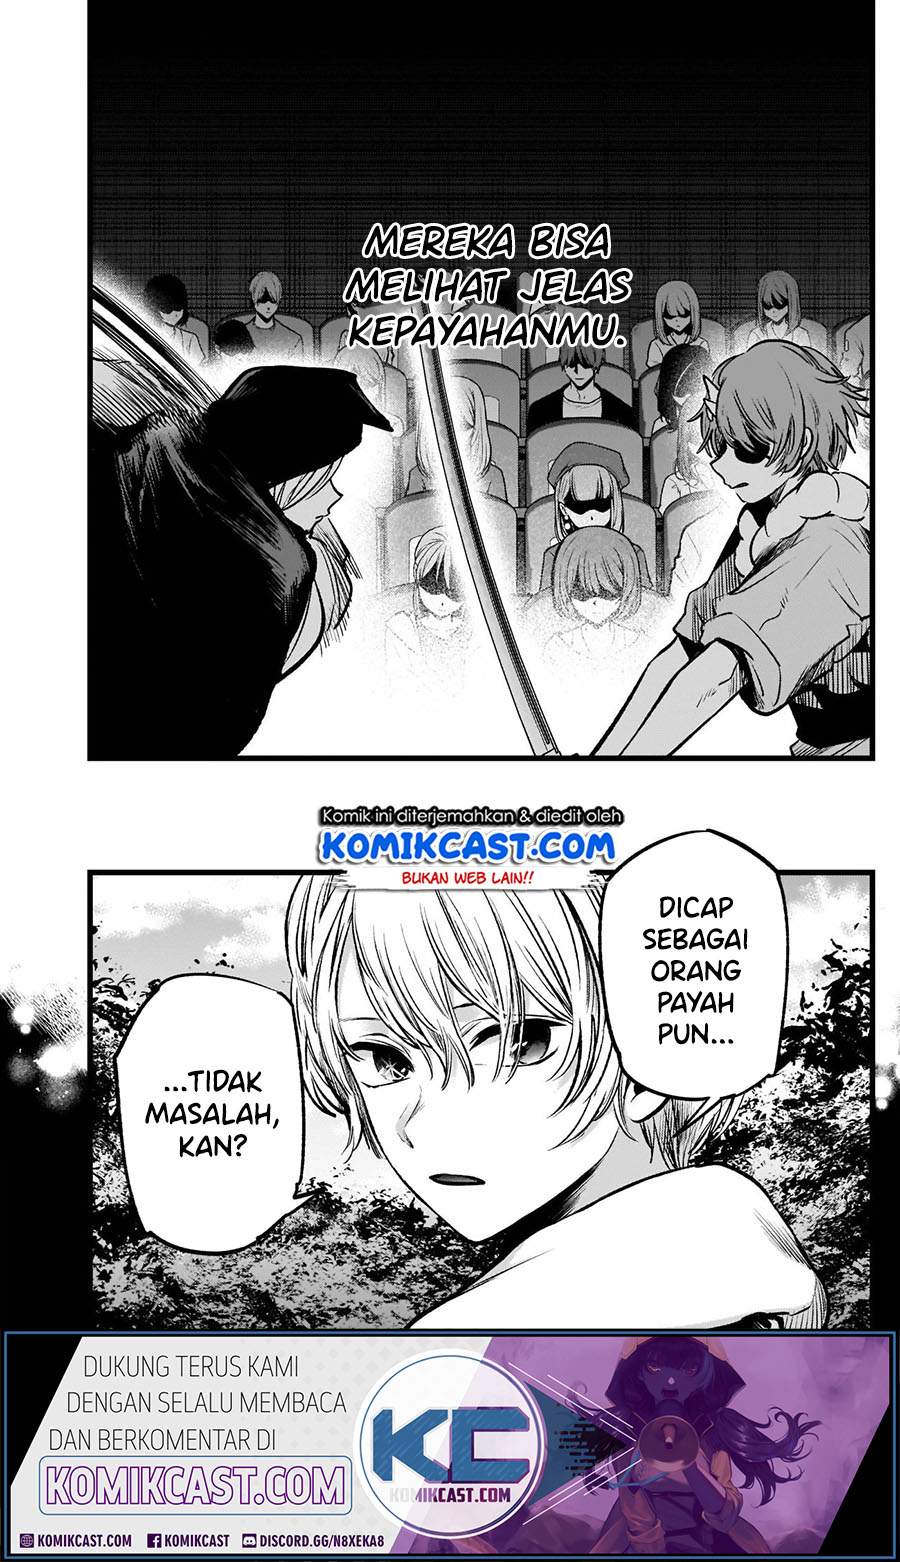 MEREKA BISA
MELIHAT JELAS
KEPAYAHANMU.
Komik ini diterjemahkan & diedit oleh
KOMIKCAST.COM
BUKAN WEB LAIN!!
DICAP
SEBAGAI
ORANG
PAYAH
PUN...
...TIDAK
MASALAH,
KAN?
DUKUNG TERUS KAMI
DENGAN SELALU MEMBACA
DAN BERKOMENTAR DI
KOMIKCAST.COM
KOMIKCAST.COM
KOMIKCAST
DISCORD.GG/N8XEKA8
KC
KOMIKCAST.COM